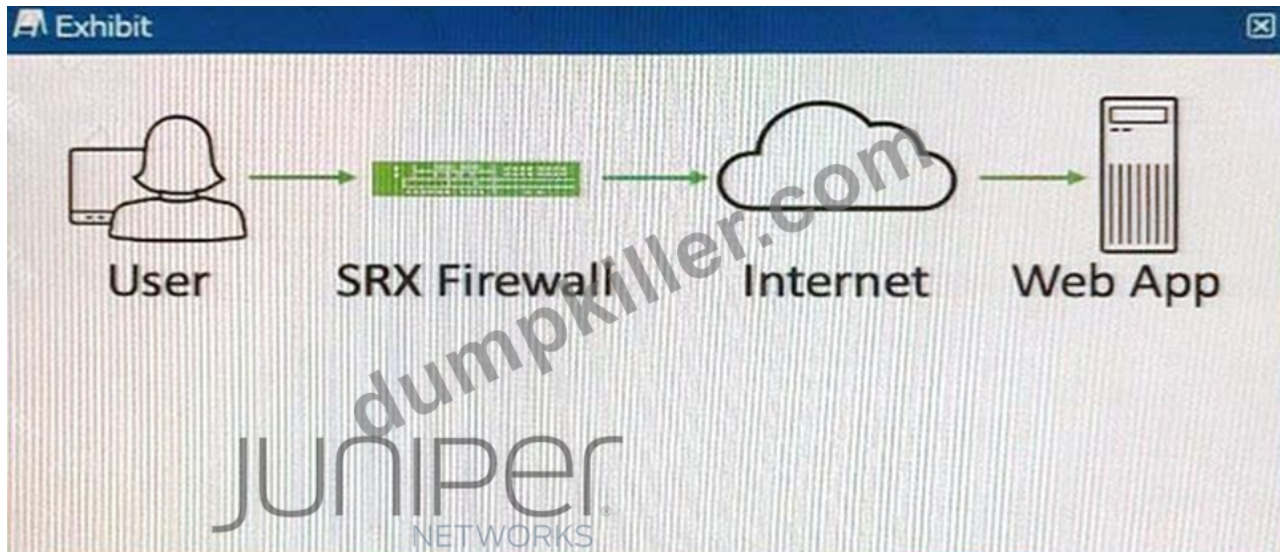 Exhibit
User SRX Firewall Internet Web App
dumpkiller.com
JUNIPER
NETWORKS